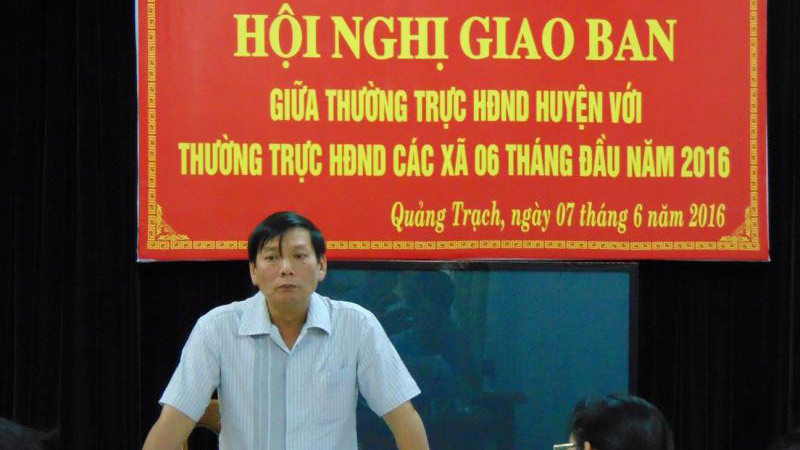 HỘI NGHỊ GIAO BAN
GIỮA THƯỜNG TRỰC HĐND HUYỆN VỚI
THƯỜNG TRỰC HĐND CÁC XÃ 06 THÁNG ĐẦU NĂM 2016
Quảng Trạch, ngày 07 tháng 6 năm 2016